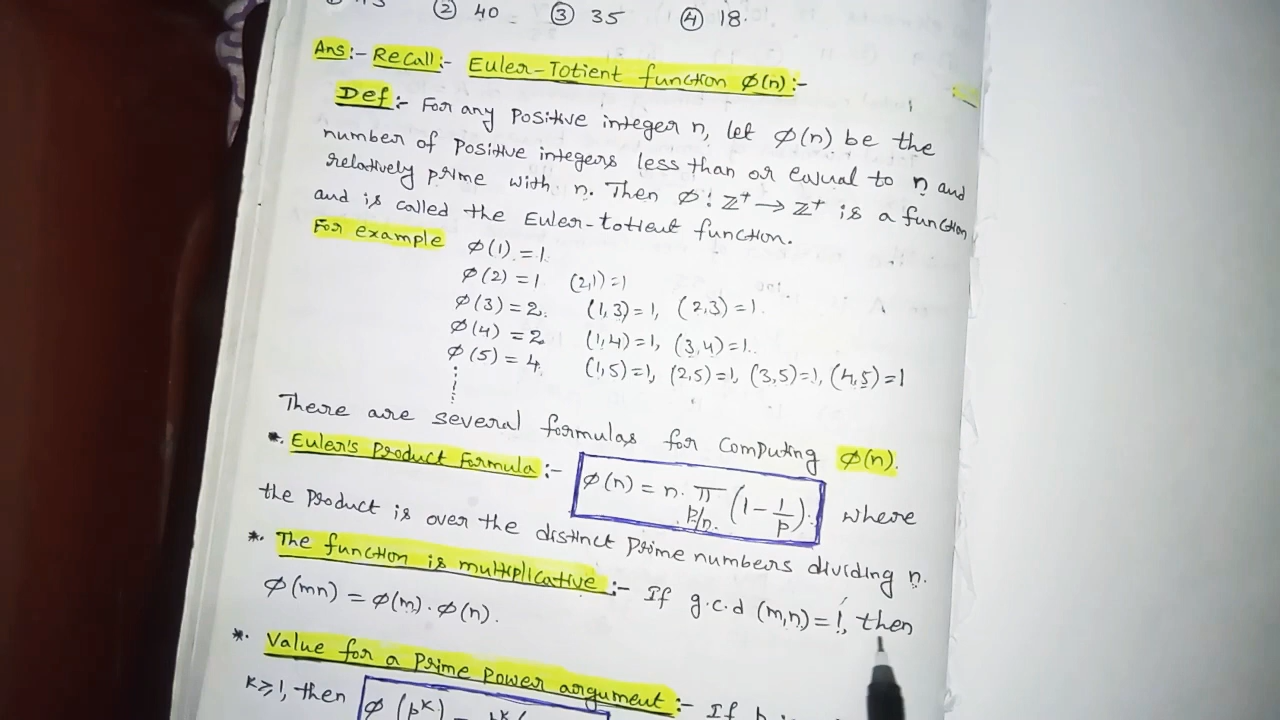 ② 40 ③ 35 ④ 18.
Ans:- Recall:- Euler-Totient function ϕ(n):-
Def:- For any positive integer n, let ϕ(n) be the
number of positive integers less than or equal to n and
relatively prime with n. Then ϕ: ℤ⁺ → ℤ⁺ is a function
and is called the Euler-totient function.
For example ϕ(1) = 1.
ϕ(2) = 1 (2,1)=1
ϕ(3) = 2. (1,3)=1, (2,3)=1.
ϕ(4) = 2 (1,4)=1, (3,4)=1.
ϕ(5) = 4. (1,5)=1, (2,5)=1, (3,5)=1, (4,5)=1
There are several formulas for computing ϕ(n).
*. Euler's Product Formula:- ϕ(n) = n. π p/n. (1 - 1/p). where
the product is over the distinct prime numbers dividing n.
*. The function is multiplicative:- If g.c.d (m,n) = 1, then
ϕ(mn) = ϕ(m). ϕ(n).
*. Value for a prime power argument:- If
K≥1, then ϕ(p^K) =